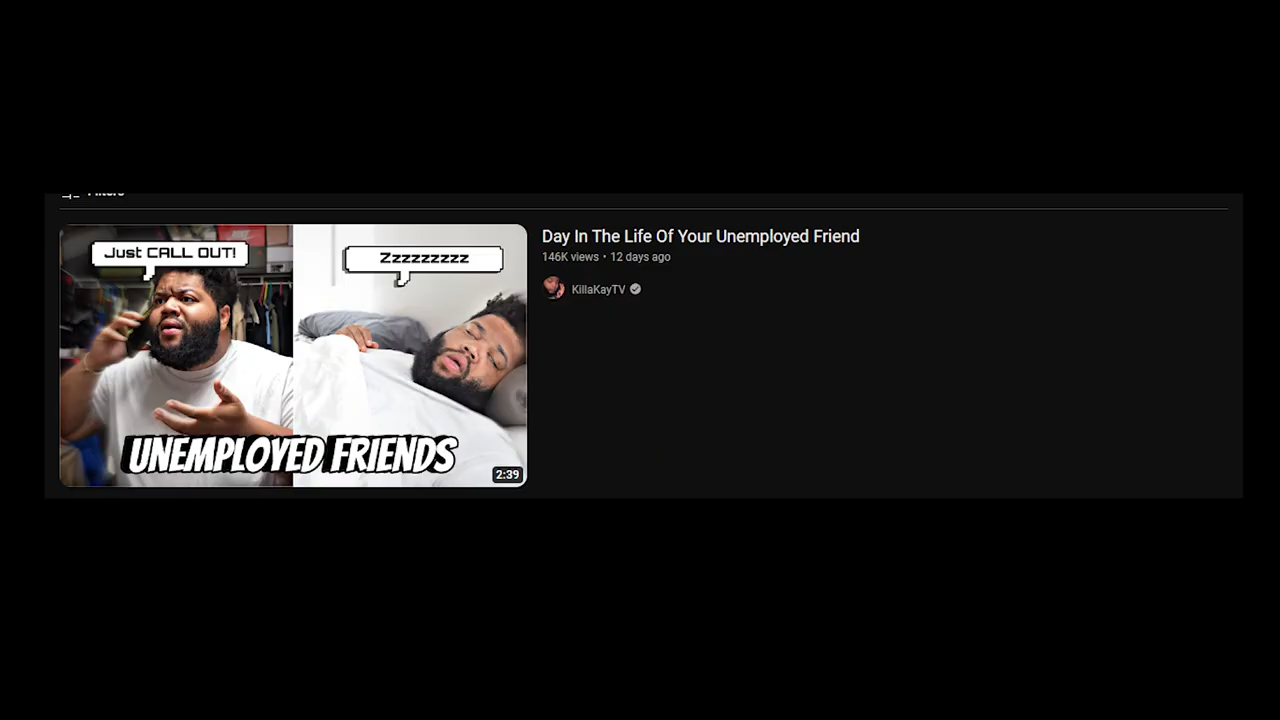 Filters
Just CALL OUT!
Zzzzzzzzz
UNEMPLOYED FRIENDS
2:39
Day In The Life Of Your Unemployed Friend
146K views • 12 days ago
KillaKayTV